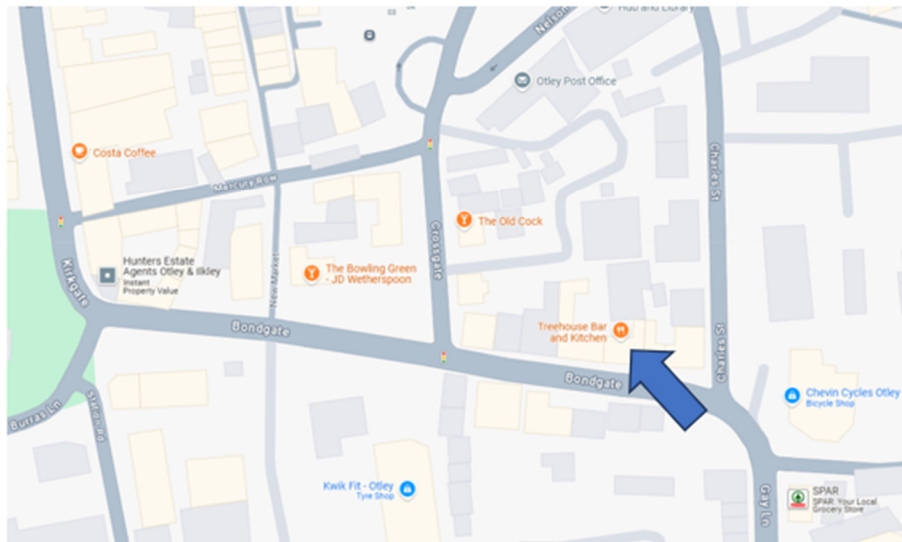 Nelson
Hub and Library
Otley Post Office
Costa Coffee
Mercury Row
Charles St
The Old Cock
Crossgate
Hunters Estate
Agents Otley & Ilkley
Instant
Property Value
Kirkgate
The Bowling Green
- JD Wetherspoon
New Market
Bondgate
Treehouse Bar
and Kitchen
Charles St
Bondgate
Chevin Cycles Otley
Bicycle Shop
Burras Ln
Station Rd
Kwik Fit - Otley
Tyre Shop
Gay Ln
SPAR
SPAR: Your Local
Grocery Store